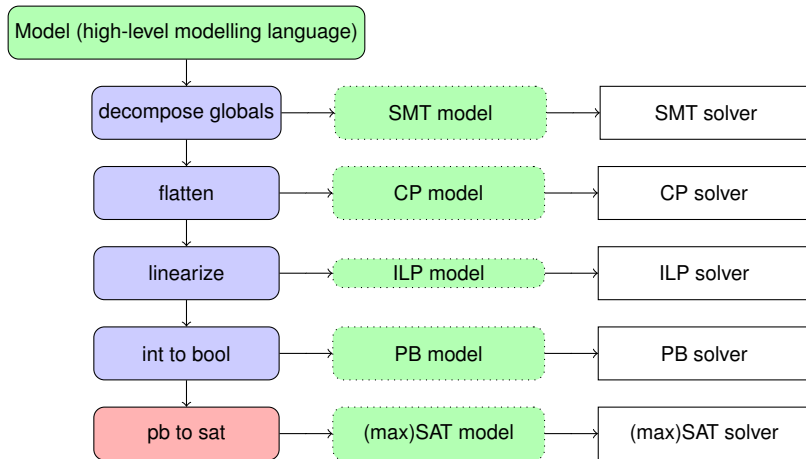 Model (high-level modelling language)
decompose globals
SMT model
SMT solver
flatten
CP model
CP solver
linearize
ILP model
ILP solver
int to bool
PB model
PB solver
pb to sat
(max)SAT model
(max)SAT solver